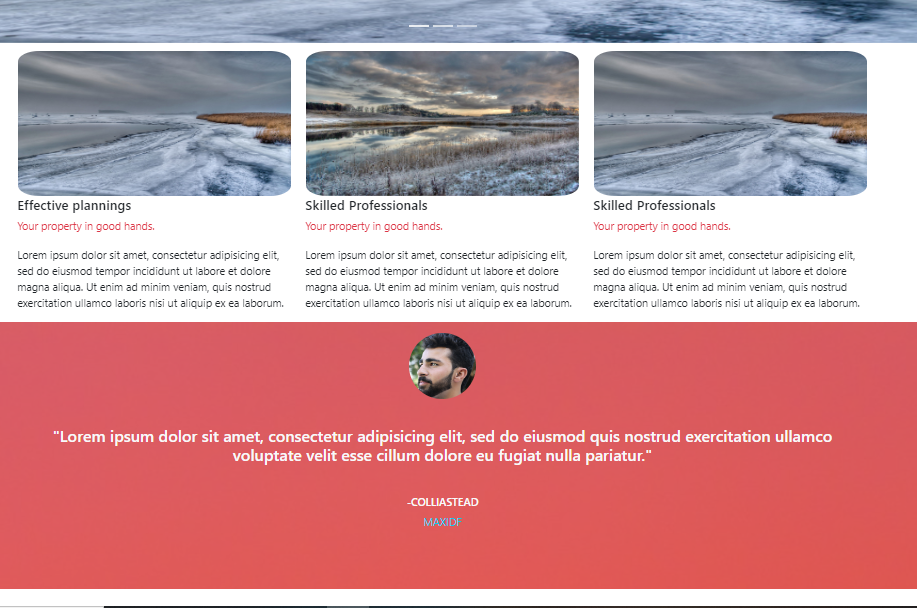 Effective plannings
Your property in good hands.
Lorem ipsum dolor sit amet, consectetur adipisicing elit,
sed do eiusmod tempor incididunt ut labore et dolore
magna aliqua. Ut enim ad minim veniam, quis nostrud
exercitation ullamco laboris nisi ut aliquip ex ea laborum.
Skilled Professionals
Your property in good hands.
Lorem ipsum dolor sit amet, consectetur adipisicing elit,
sed do eiusmod tempor incididunt ut labore et dolore
magna aliqua. Ut enim ad minim veniam, quis nostrud
exercitation ullamco laboris nisi ut aliquip ex ea laborum.
Skilled Professionals
Your property in good hands.
Lorem ipsum dolor sit amet, consectetur adipisicing elit,
sed do eiusmod tempor incididunt ut labore et dolore
magna aliqua. Ut enim ad minim veniam, quis nostrud
exercitation ullamco laboris nisi ut aliquip ex ea laborum.
"Lorem ipsum dolor sit amet, consectetur adipisicing elit, sed do eiusmod quis nostrud exercitation ullamco
voluptate velit esse cillum dolore eu fugiat nulla pariatur."
-COLLIASTEAD